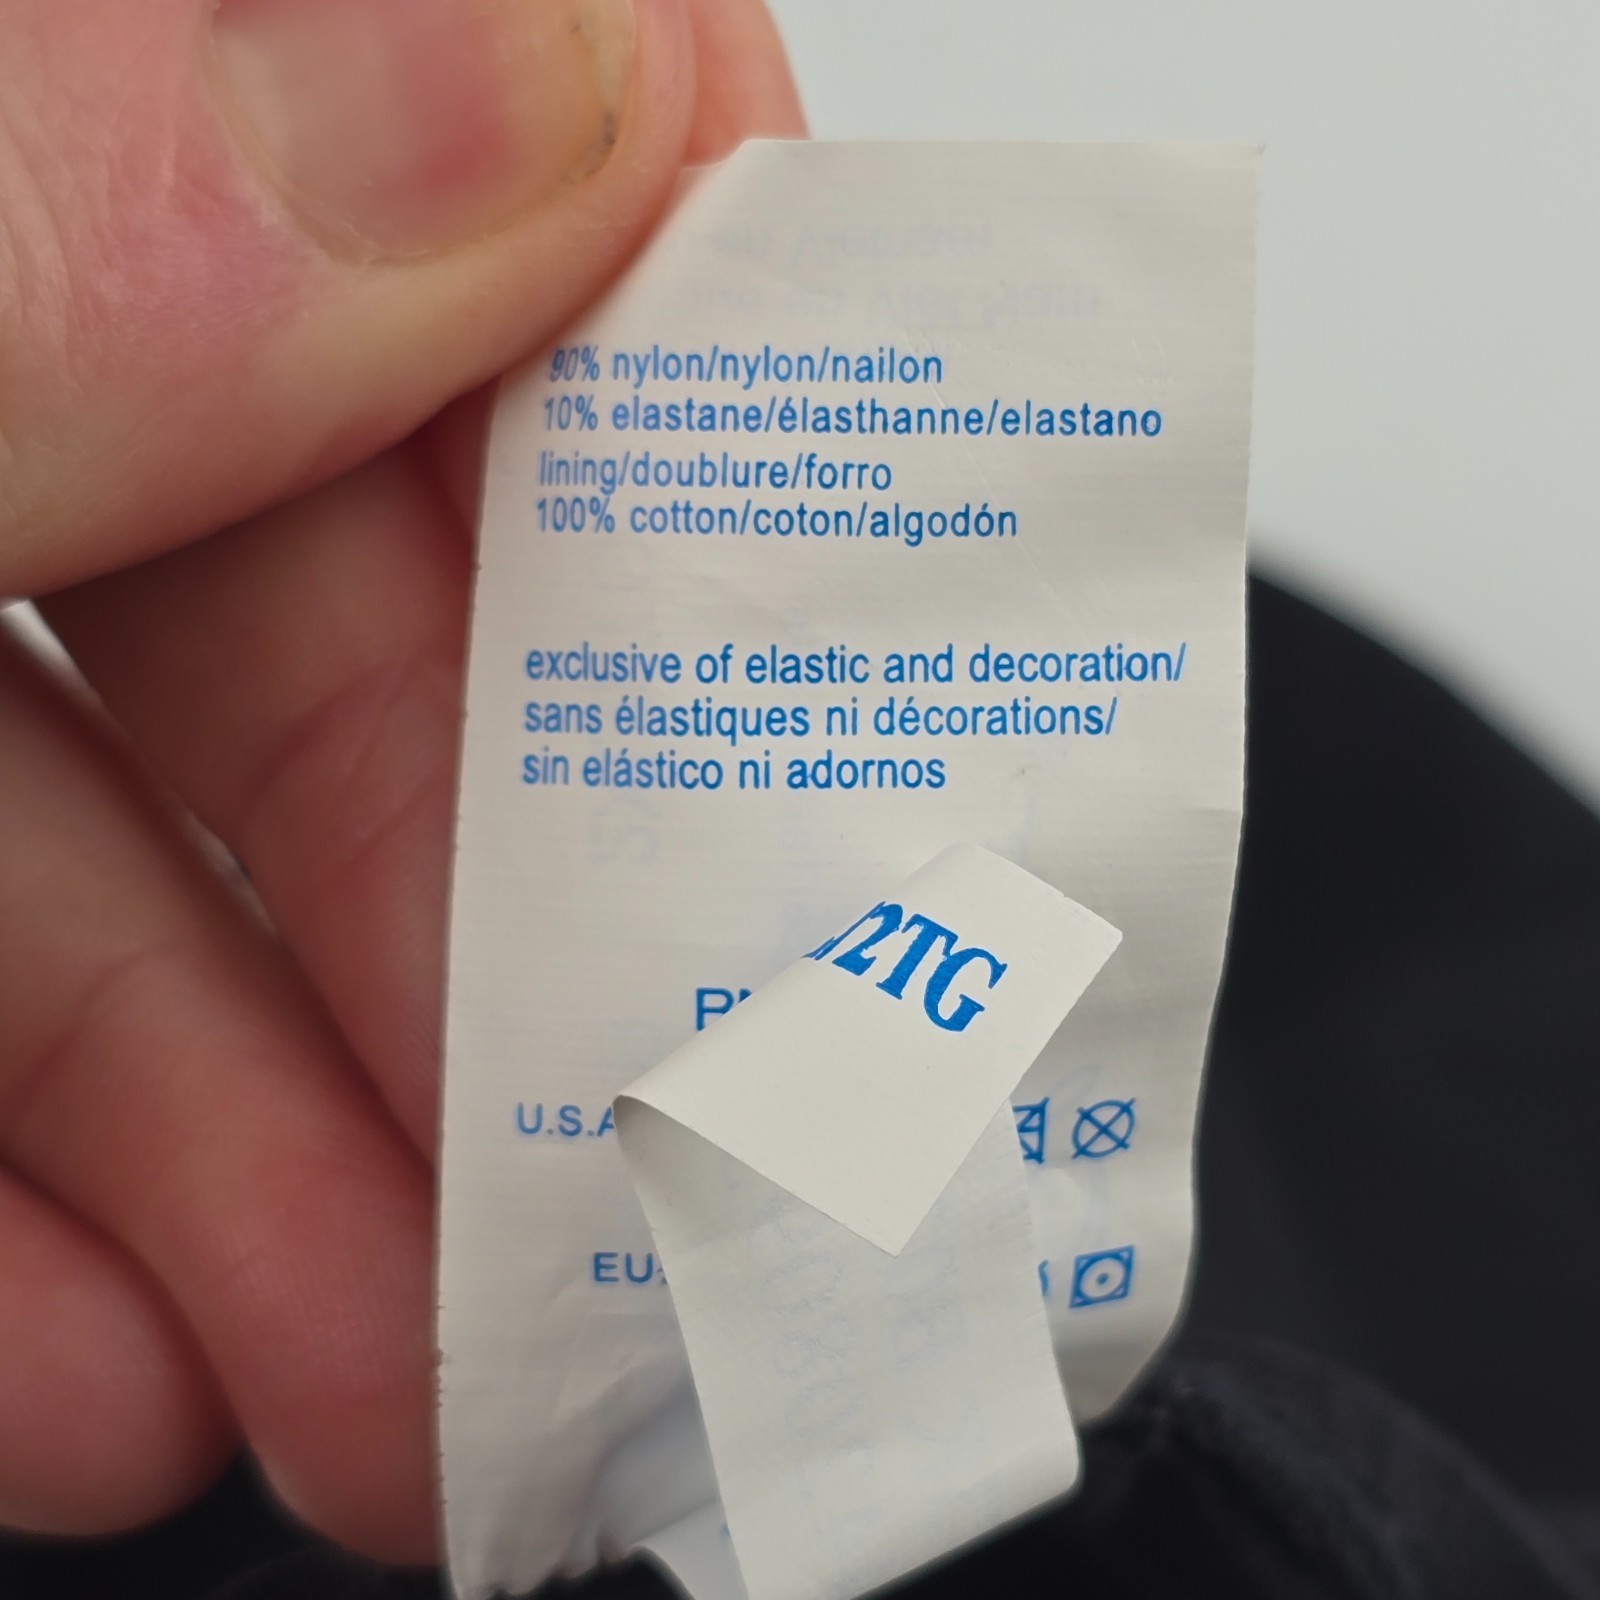 90% nylon/nylon/nailon
10% elastane/élasthanne/elastano
lining/doublure/forro
100% cotton/coton/algodón
exclusive of elastic and decoration/
sans élastiques ni décorations/
sin elástico ni adornos
2TG
U.S.A
EU: